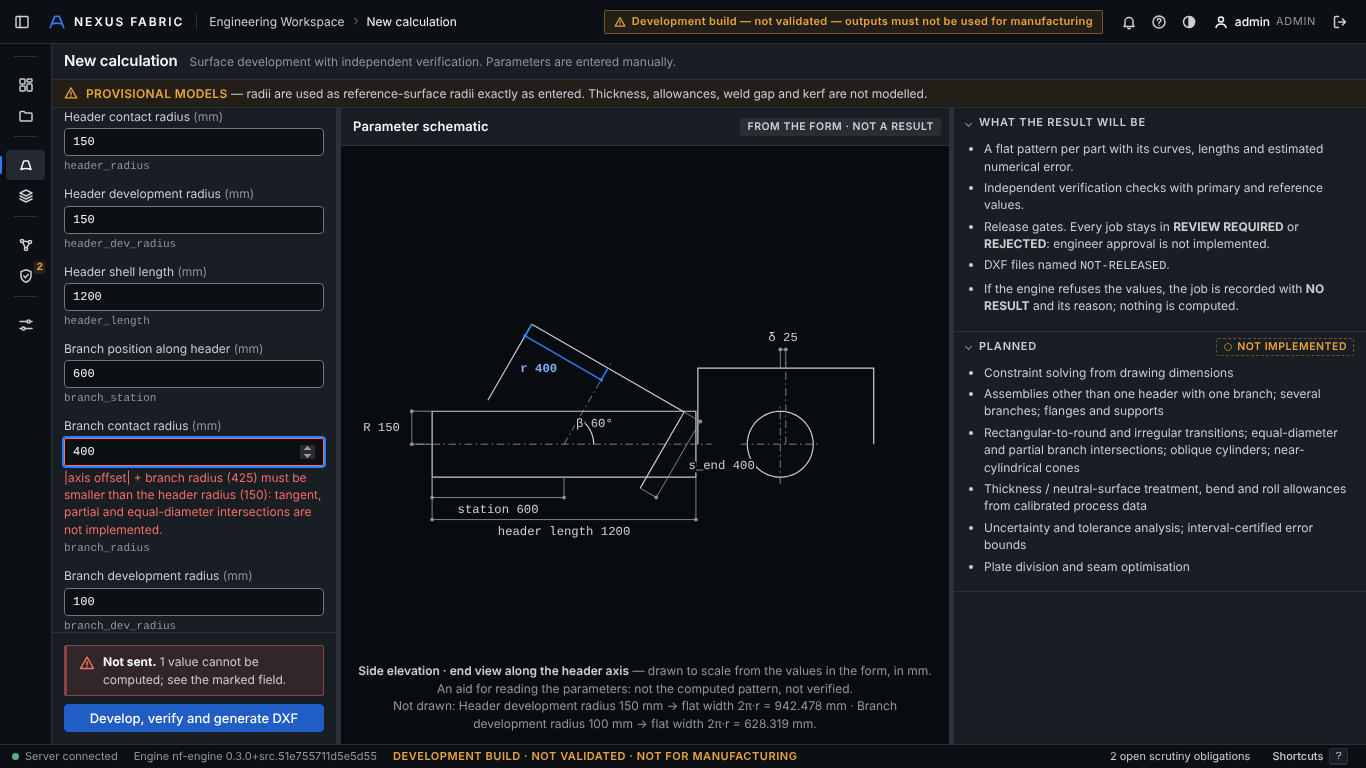 NEXUS FABRIC
Engineering Workspace
New calculation
Development build — not validated — outputs must not be used for manufacturing
admin ADMIN
New calculation
Surface development with independent verification. Parameters are entered manually.
PROVISIONAL MODELS — radii are used as reference-surface radii exactly as entered. Thickness, allowances, weld gap and kerf are not modelled.
2
Header contact radius (mm)
150
header_radius
Header development radius (mm)
150
header_dev_radius
Header shell length (mm)
1200
header_length
Branch position along header (mm)
600
branch_station
Branch contact radius (mm)
400
|axis offset| + branch radius (425) must be
smaller than the header radius (150): tangent,
partial and equal-diameter intersections are
not implemented.
branch_radius
Branch development radius (mm)
100
branch_dev_radius
Not sent. 1 value cannot be
computed; see the marked field.
Develop, verify and generate DXF
Parameter schematic
FROM THE FORM · NOT A RESULT
δ 25
r 400
β 60°
R 150
s_end 400
station 600
header length 1200
Side elevation · end view along the header axis — drawn to scale from the values in the form, in mm.
An aid for reading the parameters: not the computed pattern, not verified.
Not drawn: Header development radius 150 mm → flat width 2π·r = 942.478 mm · Branch
development radius 100 mm → flat width 2π·r = 628.319 mm.
WHAT THE RESULT WILL BE
• A flat pattern per part with its curves, lengths and estimated
numerical error.
• Independent verification checks with primary and reference
values.
• Release gates. Every job stays in REVIEW REQUIRED or
REJECTED: engineer approval is not implemented.
• DXF files named NOT-RELEASED.
• If the engine refuses the values, the job is recorded with NO
RESULT and its reason; nothing is computed.
PLANNED
NOT IMPLEMENTED
• Constraint solving from drawing dimensions
• Assemblies other than one header with one branch; several
branches; flanges and supports
• Rectangular-to-round and irregular transitions; equal-diameter
and partial branch intersections; oblique cylinders; near-
cylindrical cones
• Thickness / neutral-surface treatment, bend and roll allowances
from calibrated process data
• Uncertainty and tolerance analysis; interval-certified error
bounds
• Plate division and seam optimisation
Server connected
Engine nf-engine 0.3.0+src.51e755711d5e5d55
DEVELOPMENT BUILD · NOT VALIDATED · NOT FOR MANUFACTURING
2 open scrutiny obligations
Shortcuts ?